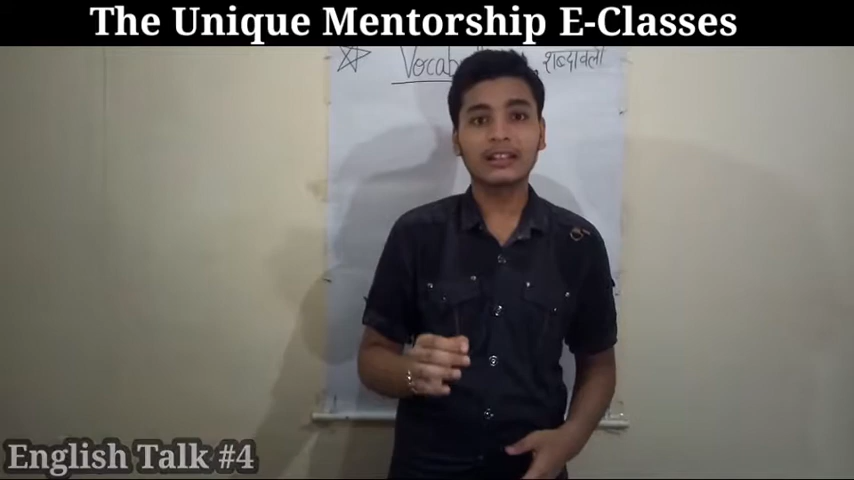 The Unique Mentorship E-Classes
शब्दावली
English Talk #4